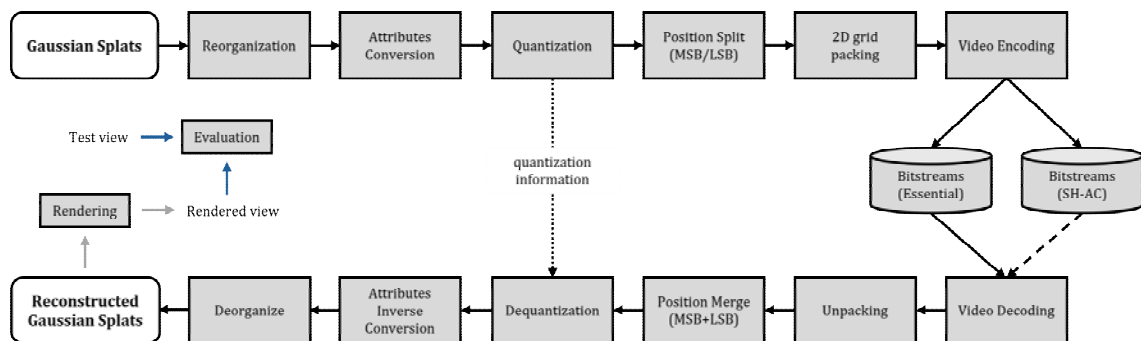 Gaussian Splats
Reorganization
Attributes
Conversion
Quantization
Position Split
(MSB/LSB)
2D grid
packing
Video Encoding
Test view
Evaluation
quantization
information
Bitstreams
(Essential)
Bitstreams
(SH-AC)
Rendering
Rendered view
Reconstructed
Gaussian Splats
Deorganize
Attributes
Inverse
Conversion
Dequantization
Position Merge
(MSB+LSB)
Unpacking
Video Decoding